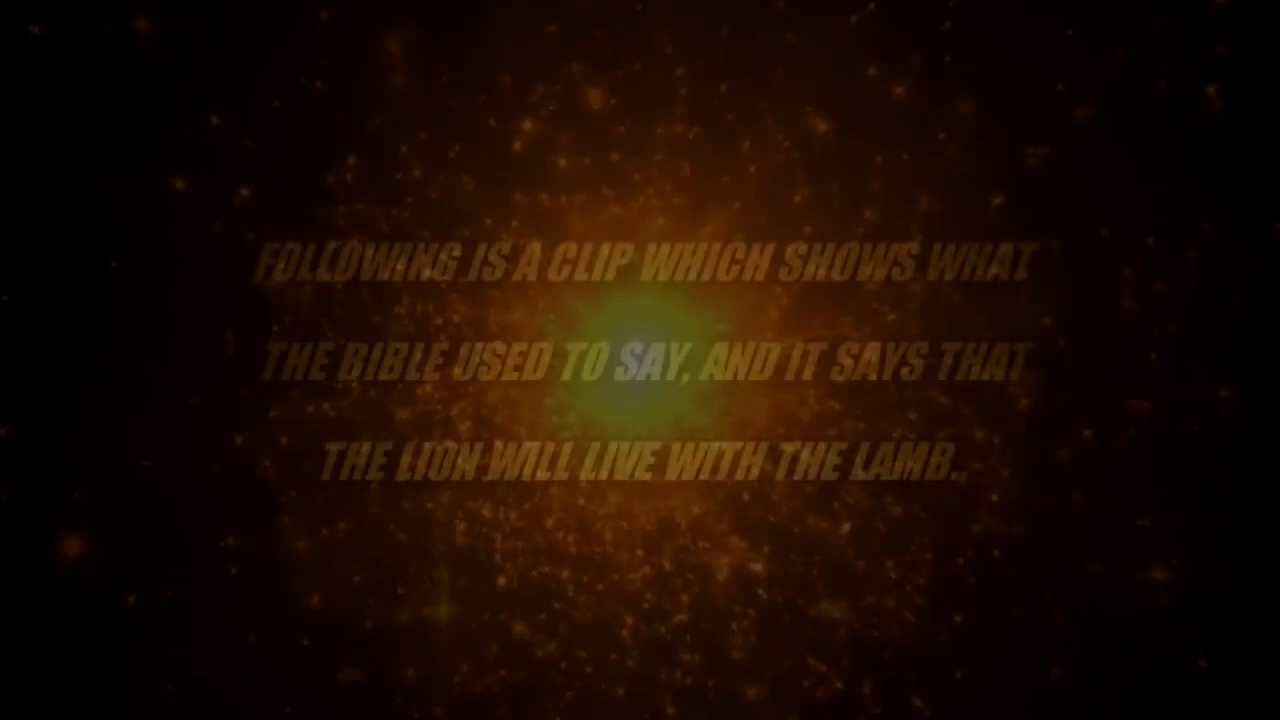 FOLLOWING IS A CLIP WHICH SHOWS WHAT
THE BIBLE USED TO SAY, AND IT SAYS THAT
THE LION WILL LIVE WITH THE LAMB..